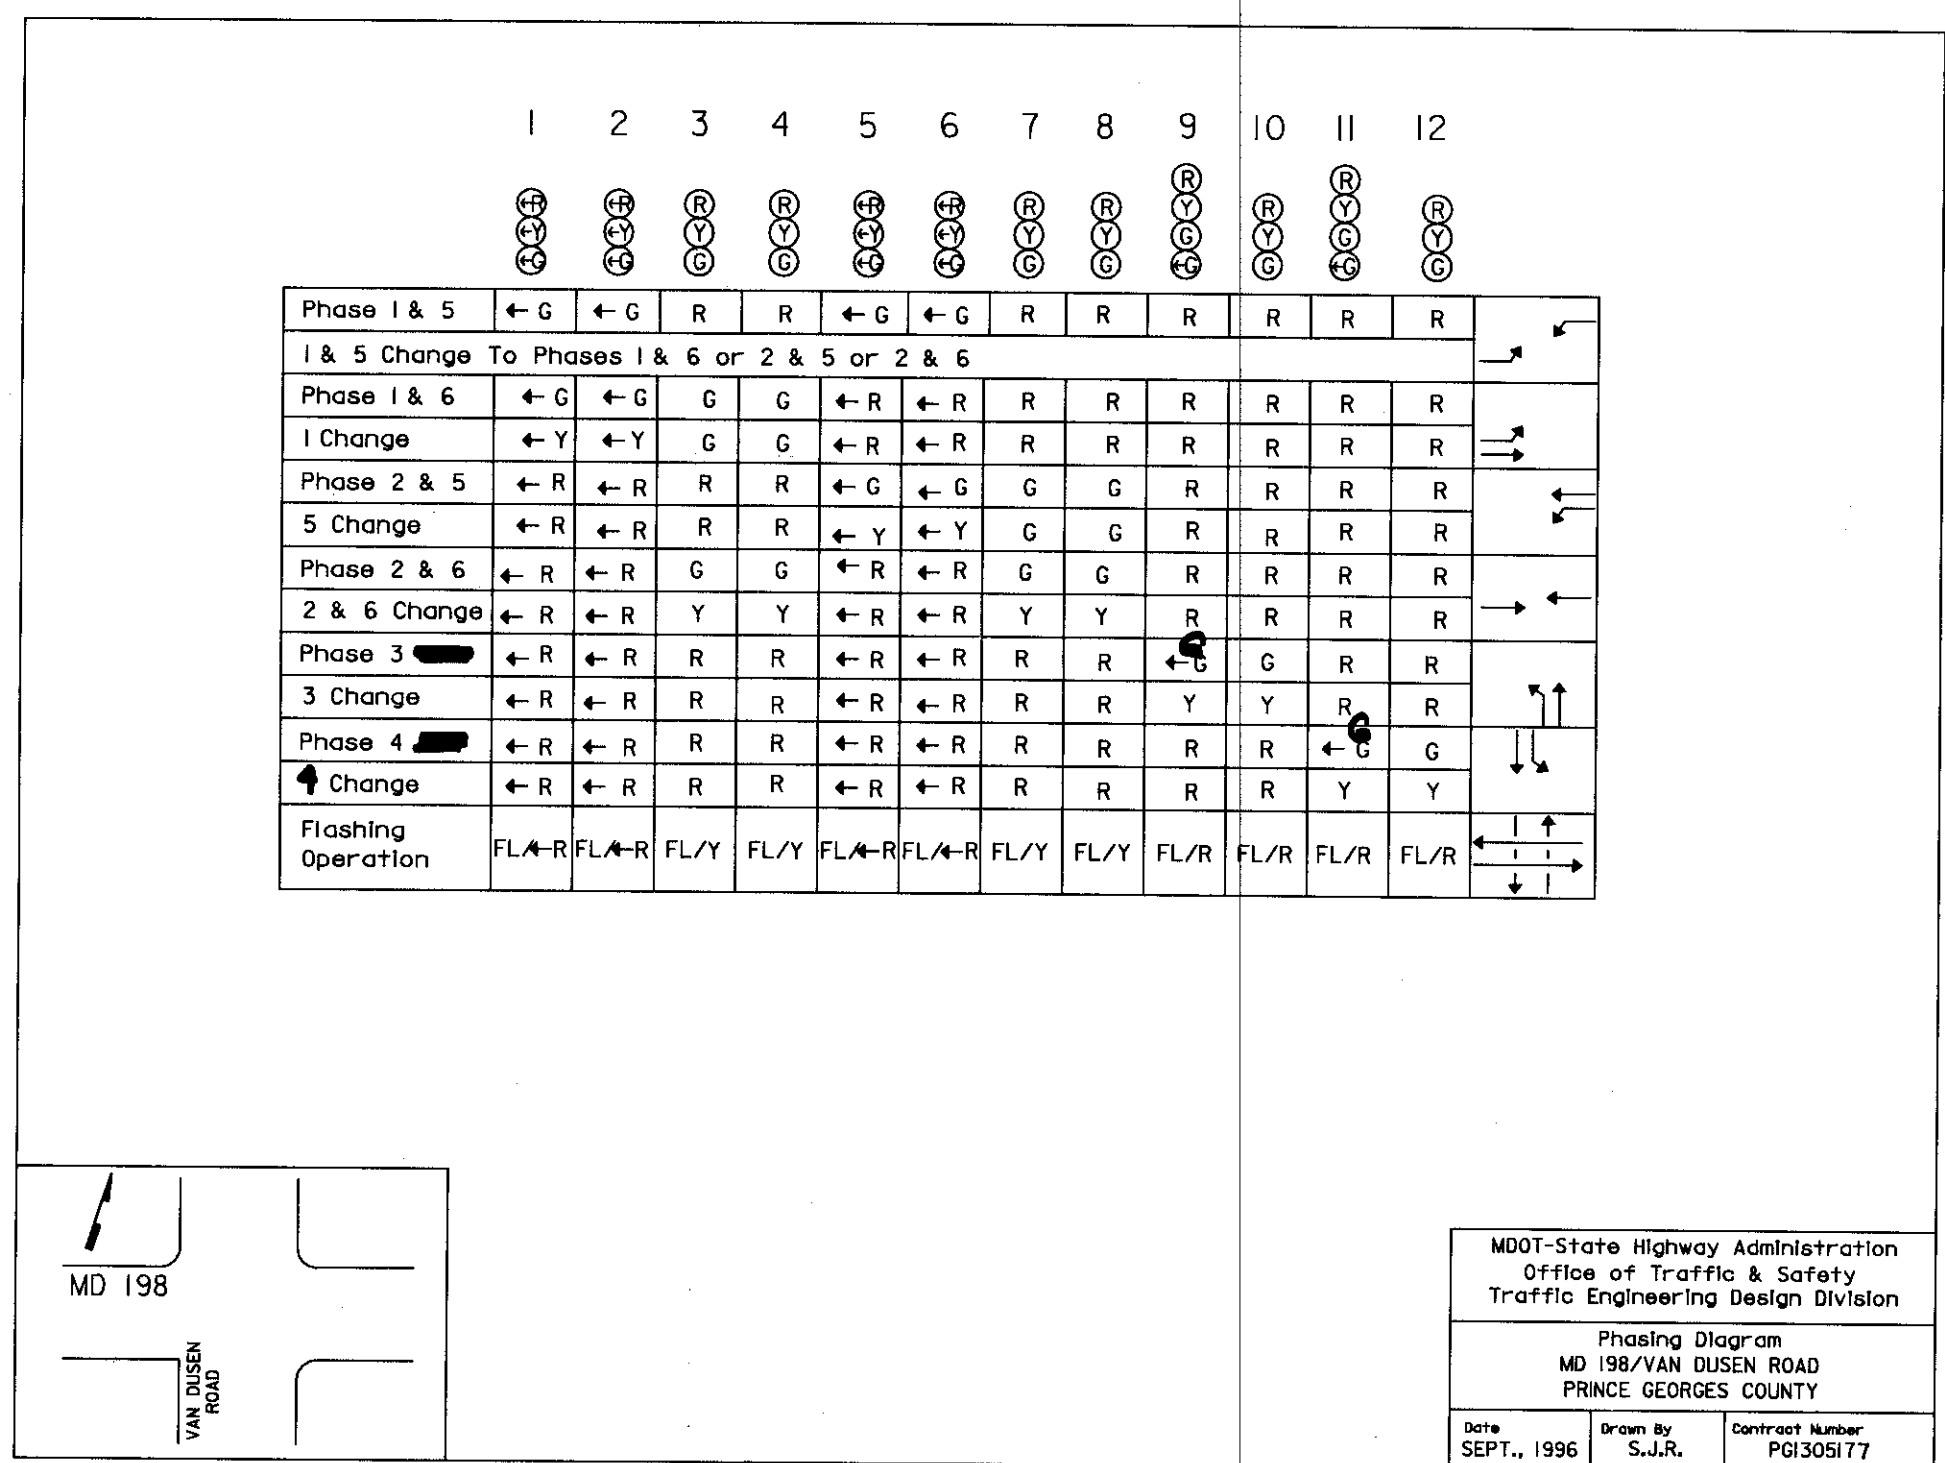 1 2 3 4 5 6 7 8 9 10 11 12
R R
←R ←R R R ←R ←R R R Y R Y R
←Y ←Y Y Y ←Y ←Y Y Y G Y G Y
←G ←G G G ←G ←G G G ←G G ←G G
Phase 1 & 5 ← G ← G R R ← G ← G R R R R R R
1 & 5 Change To Phases 1 & 6 or 2 & 5 or 2 & 6
Phase 1 & 6 ← G ← G G G ← R ← R R R R R R R
1 Change ← Y ← Y G G ← R ← R R R R R R R
Phase 2 & 5 ← R ← R R R ← G ← G G G R R R R
5 Change ← R ← R R R ← Y ← Y G G R R R R
Phase 2 & 6 ← R ← R G G ← R ← R G G R R R R
2 & 6 Change ← R ← R Y Y ← R ← R Y Y R R R R
G
Phase 3 ← R ← R R R ← R ← R R R ← G G R R
3 Change ← R ← R R R ← R ← R R R Y Y R R
G
Phase 4 ← R ← R R R ← R ← R R R R R ← G G
4 Change ← R ← R R R ← R ← R R R R R Y Y
Flashing
Operation FL/←R FL/←R FL/Y FL/Y FL/←R FL/←R FL/Y FL/Y FL/R FL/R FL/R FL/R
MD 198
VAN DUSEN
ROAD
MDOT-State Highway Administration
Office of Traffic & Safety
Traffic Engineering Design Division
Phasing Diagram
MD 198/VAN DUSEN ROAD
PRINCE GEORGES COUNTY
Date Drawn By Contract Number
SEPT., 1996 S.J.R. PG1305177